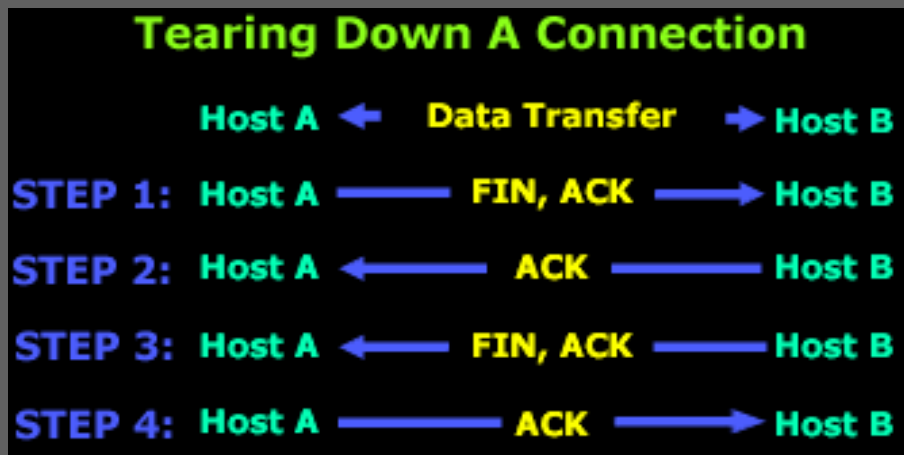 Tearing Down A Connection
Host A Data Transfer Host B
STEP 1: Host A FIN, ACK Host B
STEP 2: Host A ACK Host B
STEP 3: Host A FIN, ACK Host B
STEP 4: Host A ACK Host B